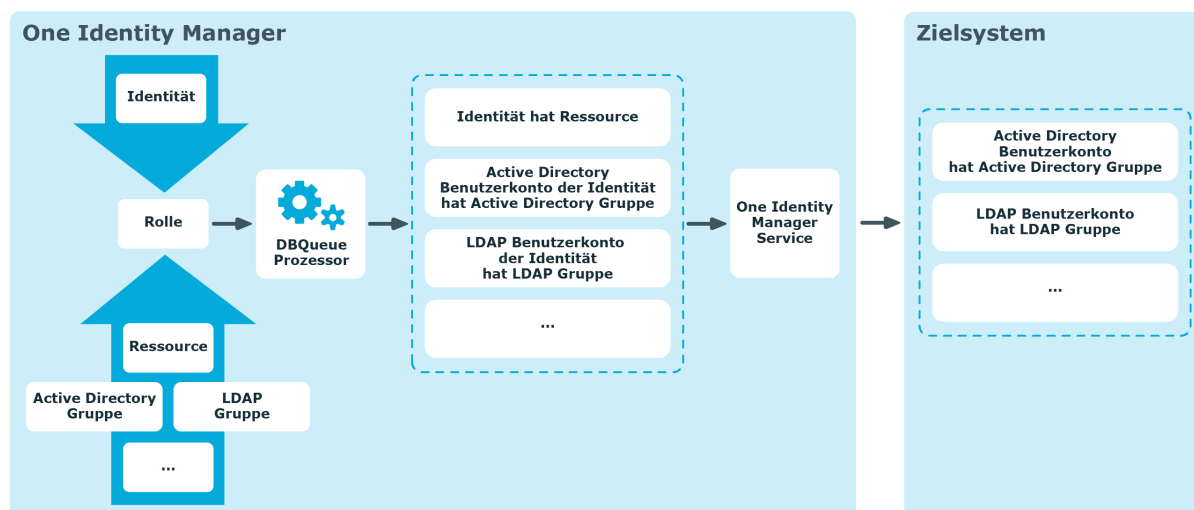 One Identity Manager
Identität
Rolle
Ressource
Active Directory
Gruppe
LDAP
Gruppe
...
DBQueue
Prozessor
Identität hat Ressource
Active Directory
Benutzerkonto der Identität
hat Active Directory Gruppe
LDAP Benutzerkonto
der Identität
hat LDAP Gruppe
...
One Identity
Manager
Service
Zielsystem
Active Directory
Benutzerkonto
hat Active Directory Gruppe
LDAP Benutzerkonto
hat LDAP Gruppe
...